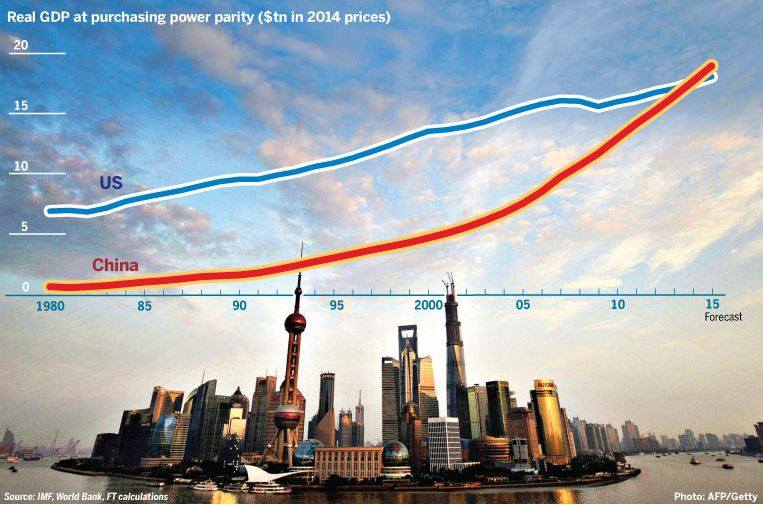 Real GDP at purchasing power parity ($tn in 2014 prices)
20
15
10
US
5
China
0
1980 85 90 95 2000 05 10 15
Forecast
AURORA
Source: IMF, World Bank, FT calculations
Photo: AFP/Getty